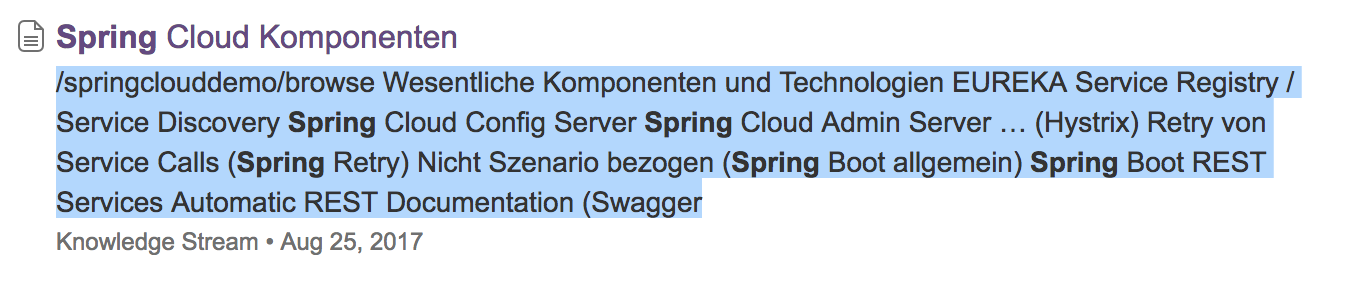 Spring Cloud Komponenten
/springclouddemo/browse Wesentliche Komponenten und Technologien EUREKA Service Registry /
Service Discovery Spring Cloud Config Server Spring Cloud Admin Server … (Hystrix) Retry von
Service Calls (Spring Retry) Nicht Szenario bezogen (Spring Boot allgemein) Spring Boot REST
Services Automatic REST Documentation (Swagger
Knowledge Stream • Aug 25, 2017